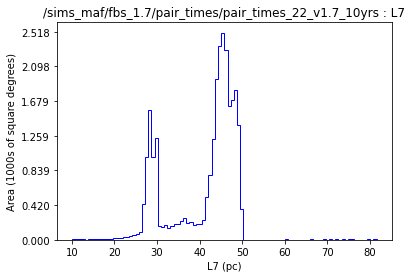 /sims_maf/fbs_1.7/pair_times/pair_times_22_v1.7_10yrs : L7
2.518
2.098
1.679
1.259
0.839
0.420
0.000
Area (1000s of square degrees)
10 20 30 40 50 60 70 80
L7 (pc)